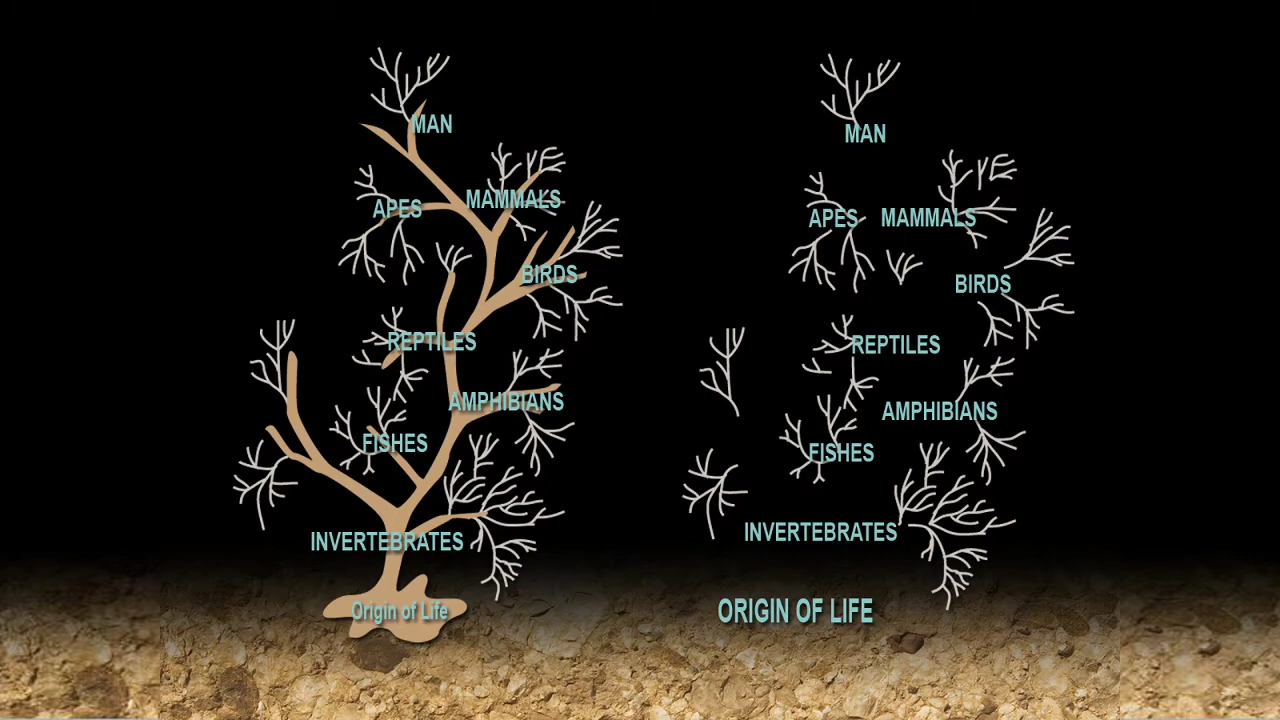 MAN
APES
MAMMALS
BIRDS
REPTILES
AMPHIBIANS
FISHES
INVERTEBRATES
Origin of Life
MAN
APES
MAMMALS
BIRDS
REPTILES
AMPHIBIANS
FISHES
INVERTEBRATES
ORIGIN OF LIFE